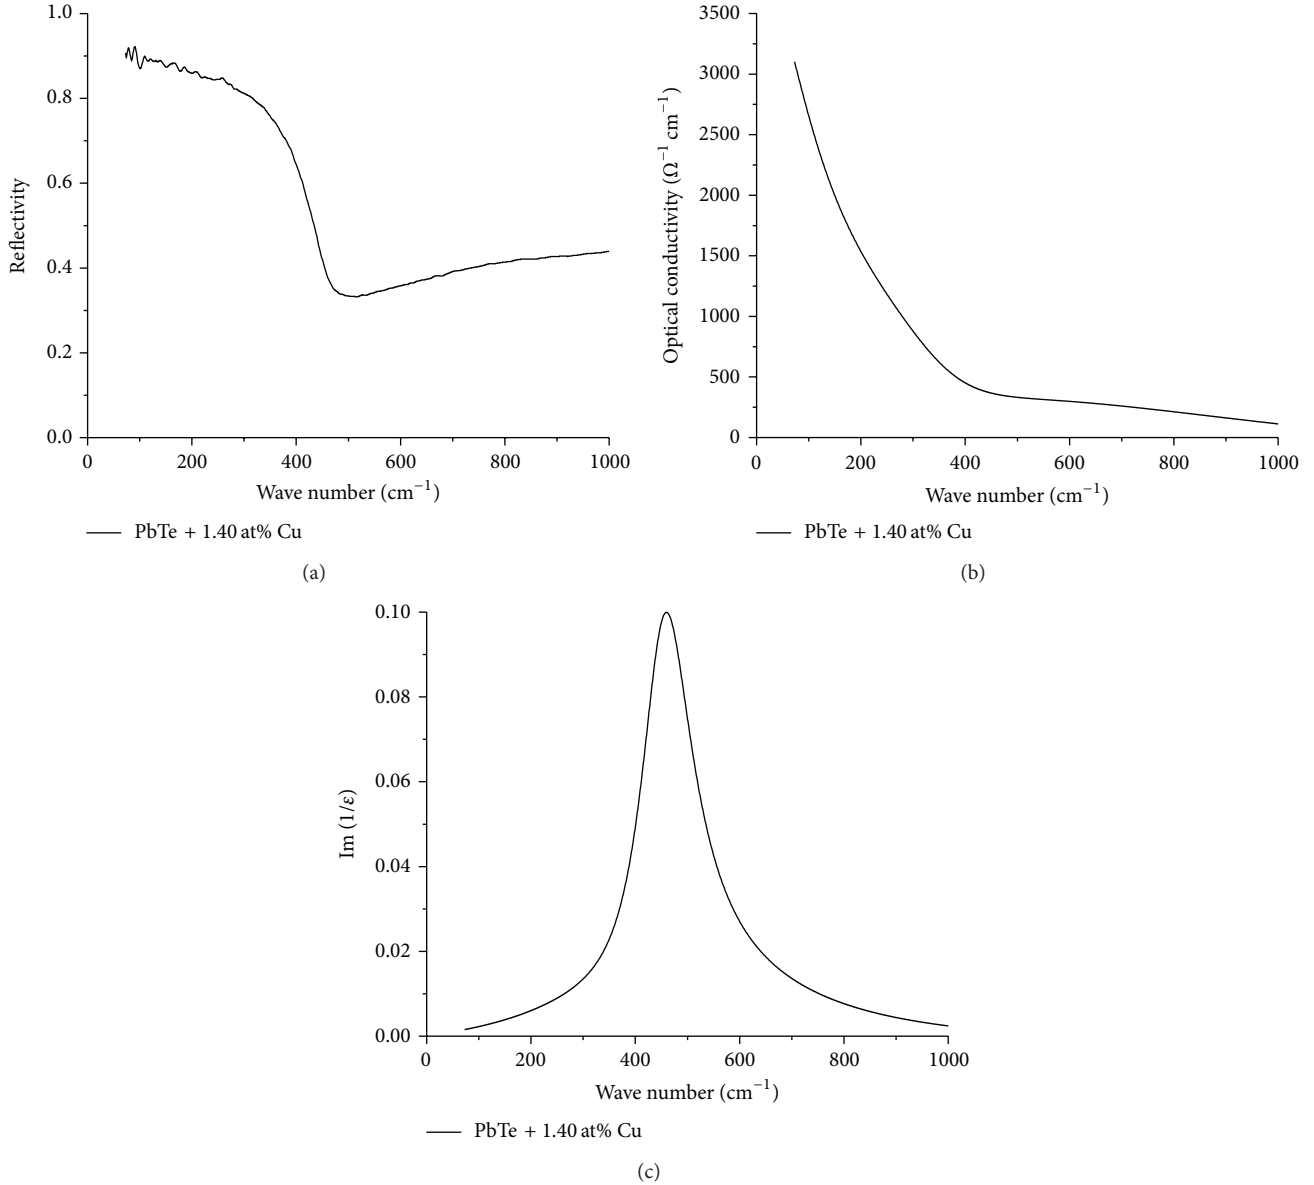 1.0
0.8
0.6
0.4
0.2
0.0
Reflectivity
0 200 400 600 800 1000
Wave number (cm⁻¹)
PbTe + 1.40 at% Cu
(a)
3500
3000
2500
2000
1500
1000
500
0
Optical conductivity (Ω⁻¹ cm⁻¹)
0 200 400 600 800 1000
Wave number (cm⁻¹)
PbTe + 1.40 at% Cu
(b)
0.10
0.08
0.06
0.04
0.02
0.00
Im (1/ε)
0 200 400 600 800 1000
Wave number (cm⁻¹)
PbTe + 1.40 at% Cu
(c)